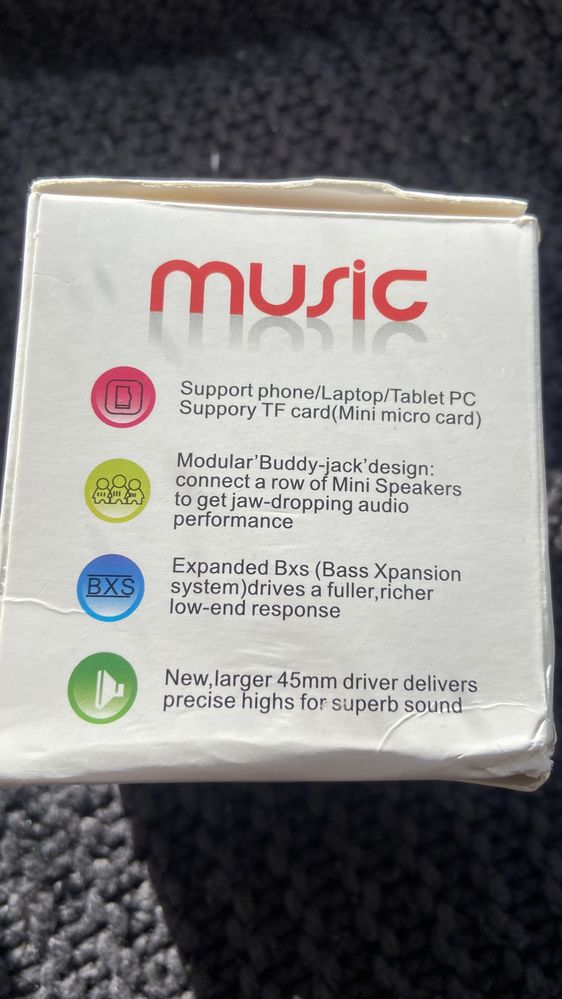 music
Support phone/Laptop/Tablet PC
Suppory TF card(Mini micro card)
Modular'Buddy-jack'design:
connect a row of Mini Speakers
to get jaw-dropping audio
performance
BXS
Expanded Bxs (Bass Xpansion
system)drives a fuller,richer
low-end response
New,larger 45mm driver delivers
precise highs for superb sound